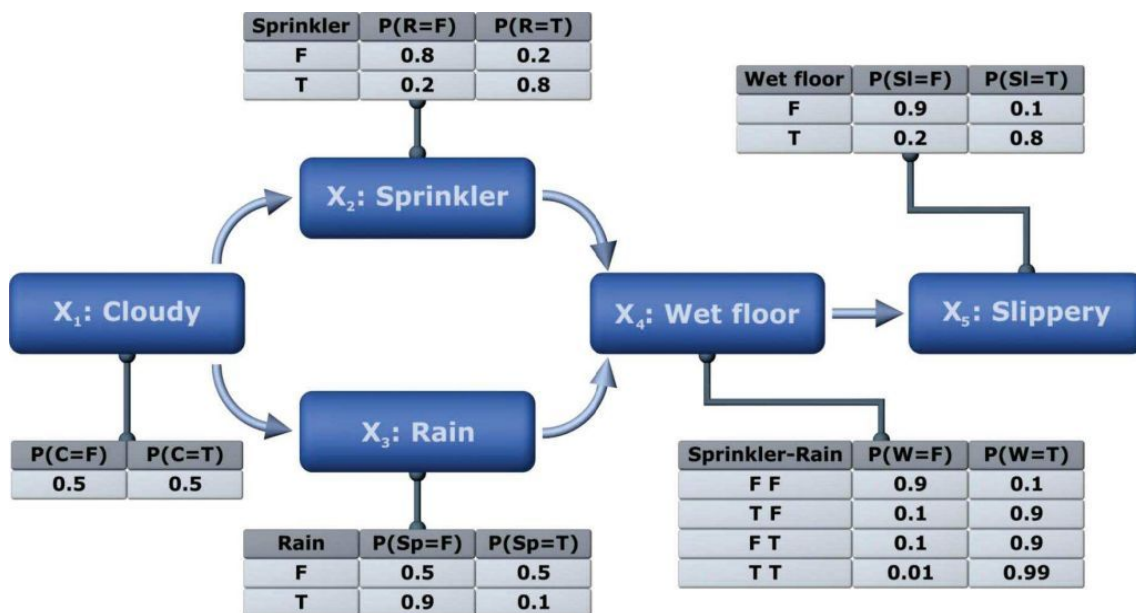 Sprinkler P(R=F) P(R=T)
F 0.8 0.2
T 0.2 0.8
Wet floor P(Sl=F) P(Sl=T)
F 0.9 0.1
T 0.2 0.8
X2: Sprinkler
X1: Cloudy
X4: Wet floor
X5: Slippery
X3: Rain
P(C=F) P(C=T)
0.5 0.5
Sprinkler-Rain P(W=F) P(W=T)
F F 0.9 0.1
T F 0.1 0.9
F T 0.1 0.9
T T 0.01 0.99
Rain P(Sp=F) P(Sp=T)
F 0.5 0.5
T 0.9 0.1